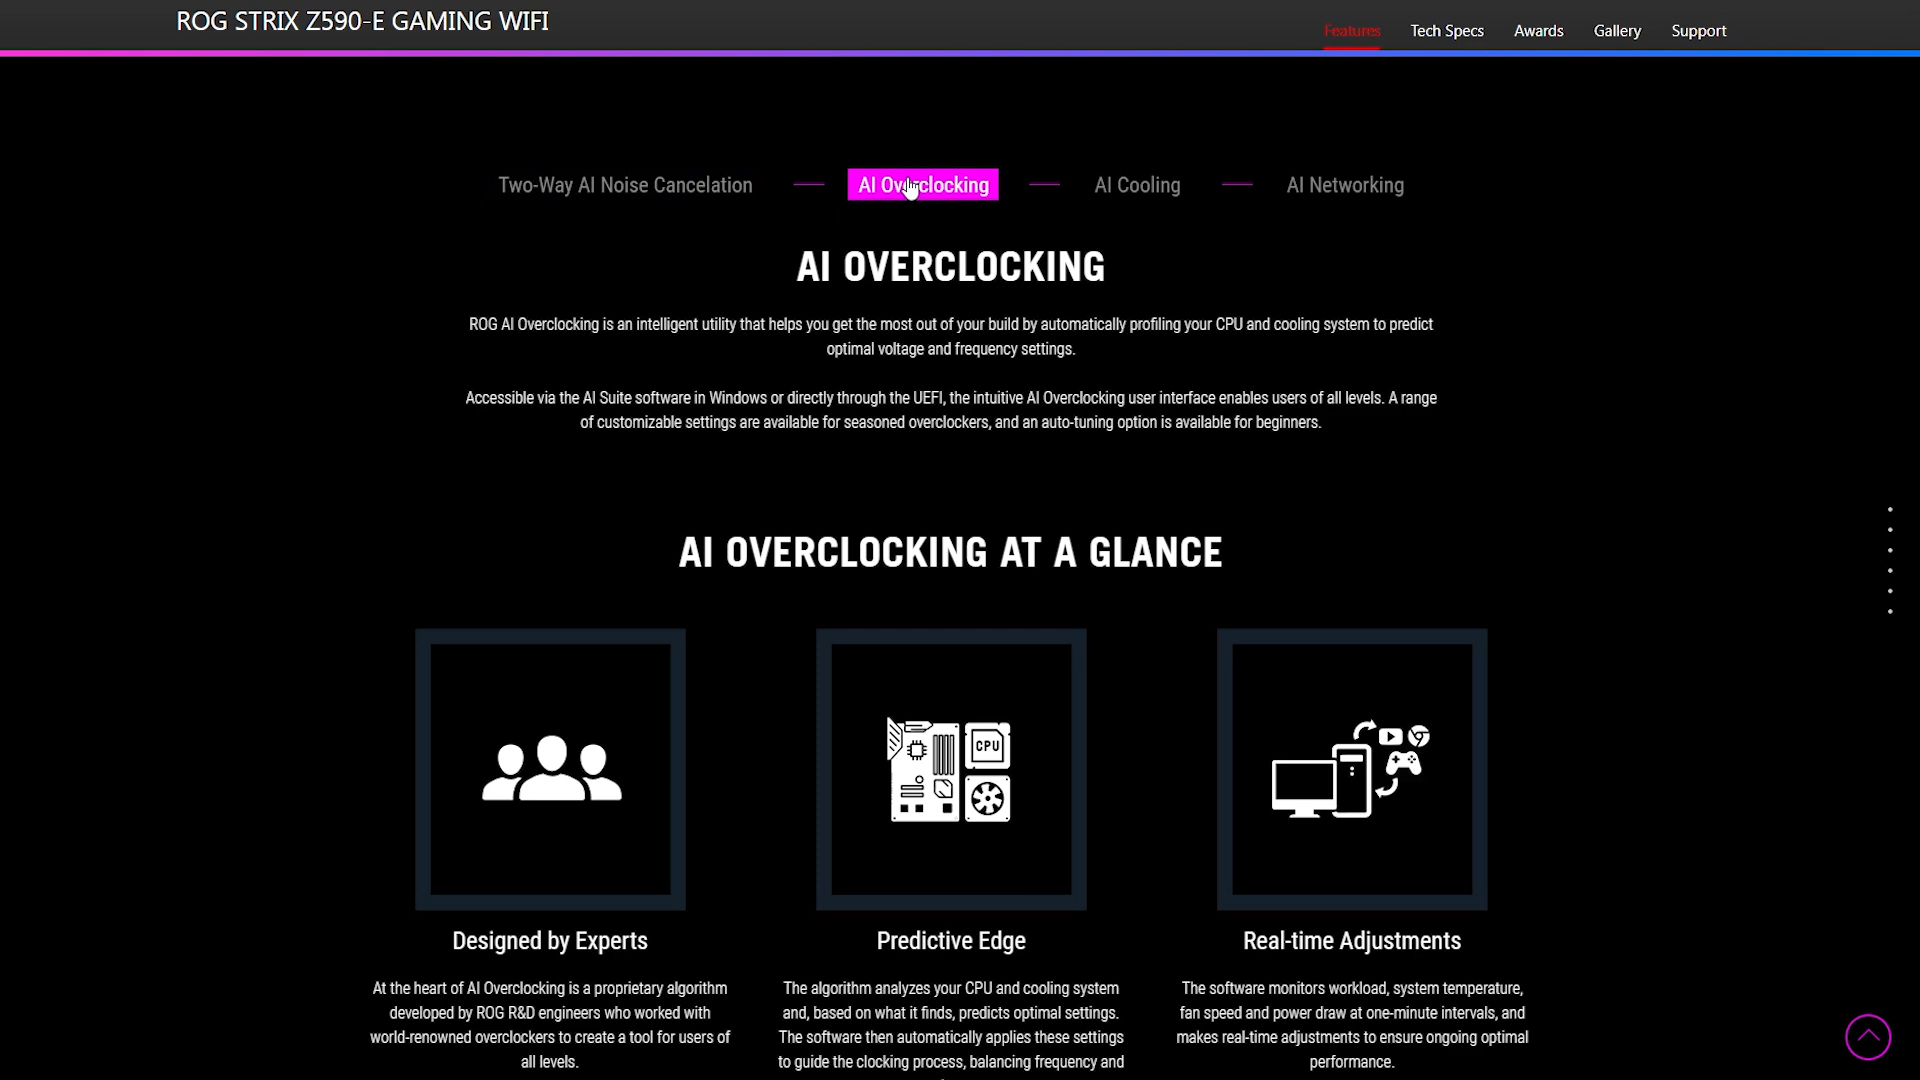 ROG STRIX Z590-E GAMING WIFI
Features Tech Specs Awards Gallery Support
Two-Way AI Noise Cancelation AI Overclocking AI Cooling AI Networking
AI OVERCLOCKING
ROG AI Overclocking is an intelligent utility that helps you get the most out of your build by automatically profiling your CPU and cooling system to predict
optimal voltage and frequency settings.
Accessible via the AI Suite software in Windows or directly through the UEFI, the intuitive AI Overclocking user interface enables users of all levels. A range
of customizable settings are available for seasoned overclockers, and an auto-tuning option is available for beginners.
AI OVERCLOCKING AT A GLANCE
CPU
Designed by Experts
At the heart of AI Overclocking is a proprietary algorithm
developed by ROG R&D engineers who worked with
world-renowned overclockers to create a tool for users of
all levels.
Predictive Edge
The algorithm analyzes your CPU and cooling system
and, based on what it finds, predicts optimal settings.
The software then automatically applies these settings
to guide the clocking process, balancing frequency and
Real-time Adjustments
The software monitors workload, system temperature,
fan speed and power draw at one-minute intervals, and
makes real-time adjustments to ensure ongoing optimal
performance.